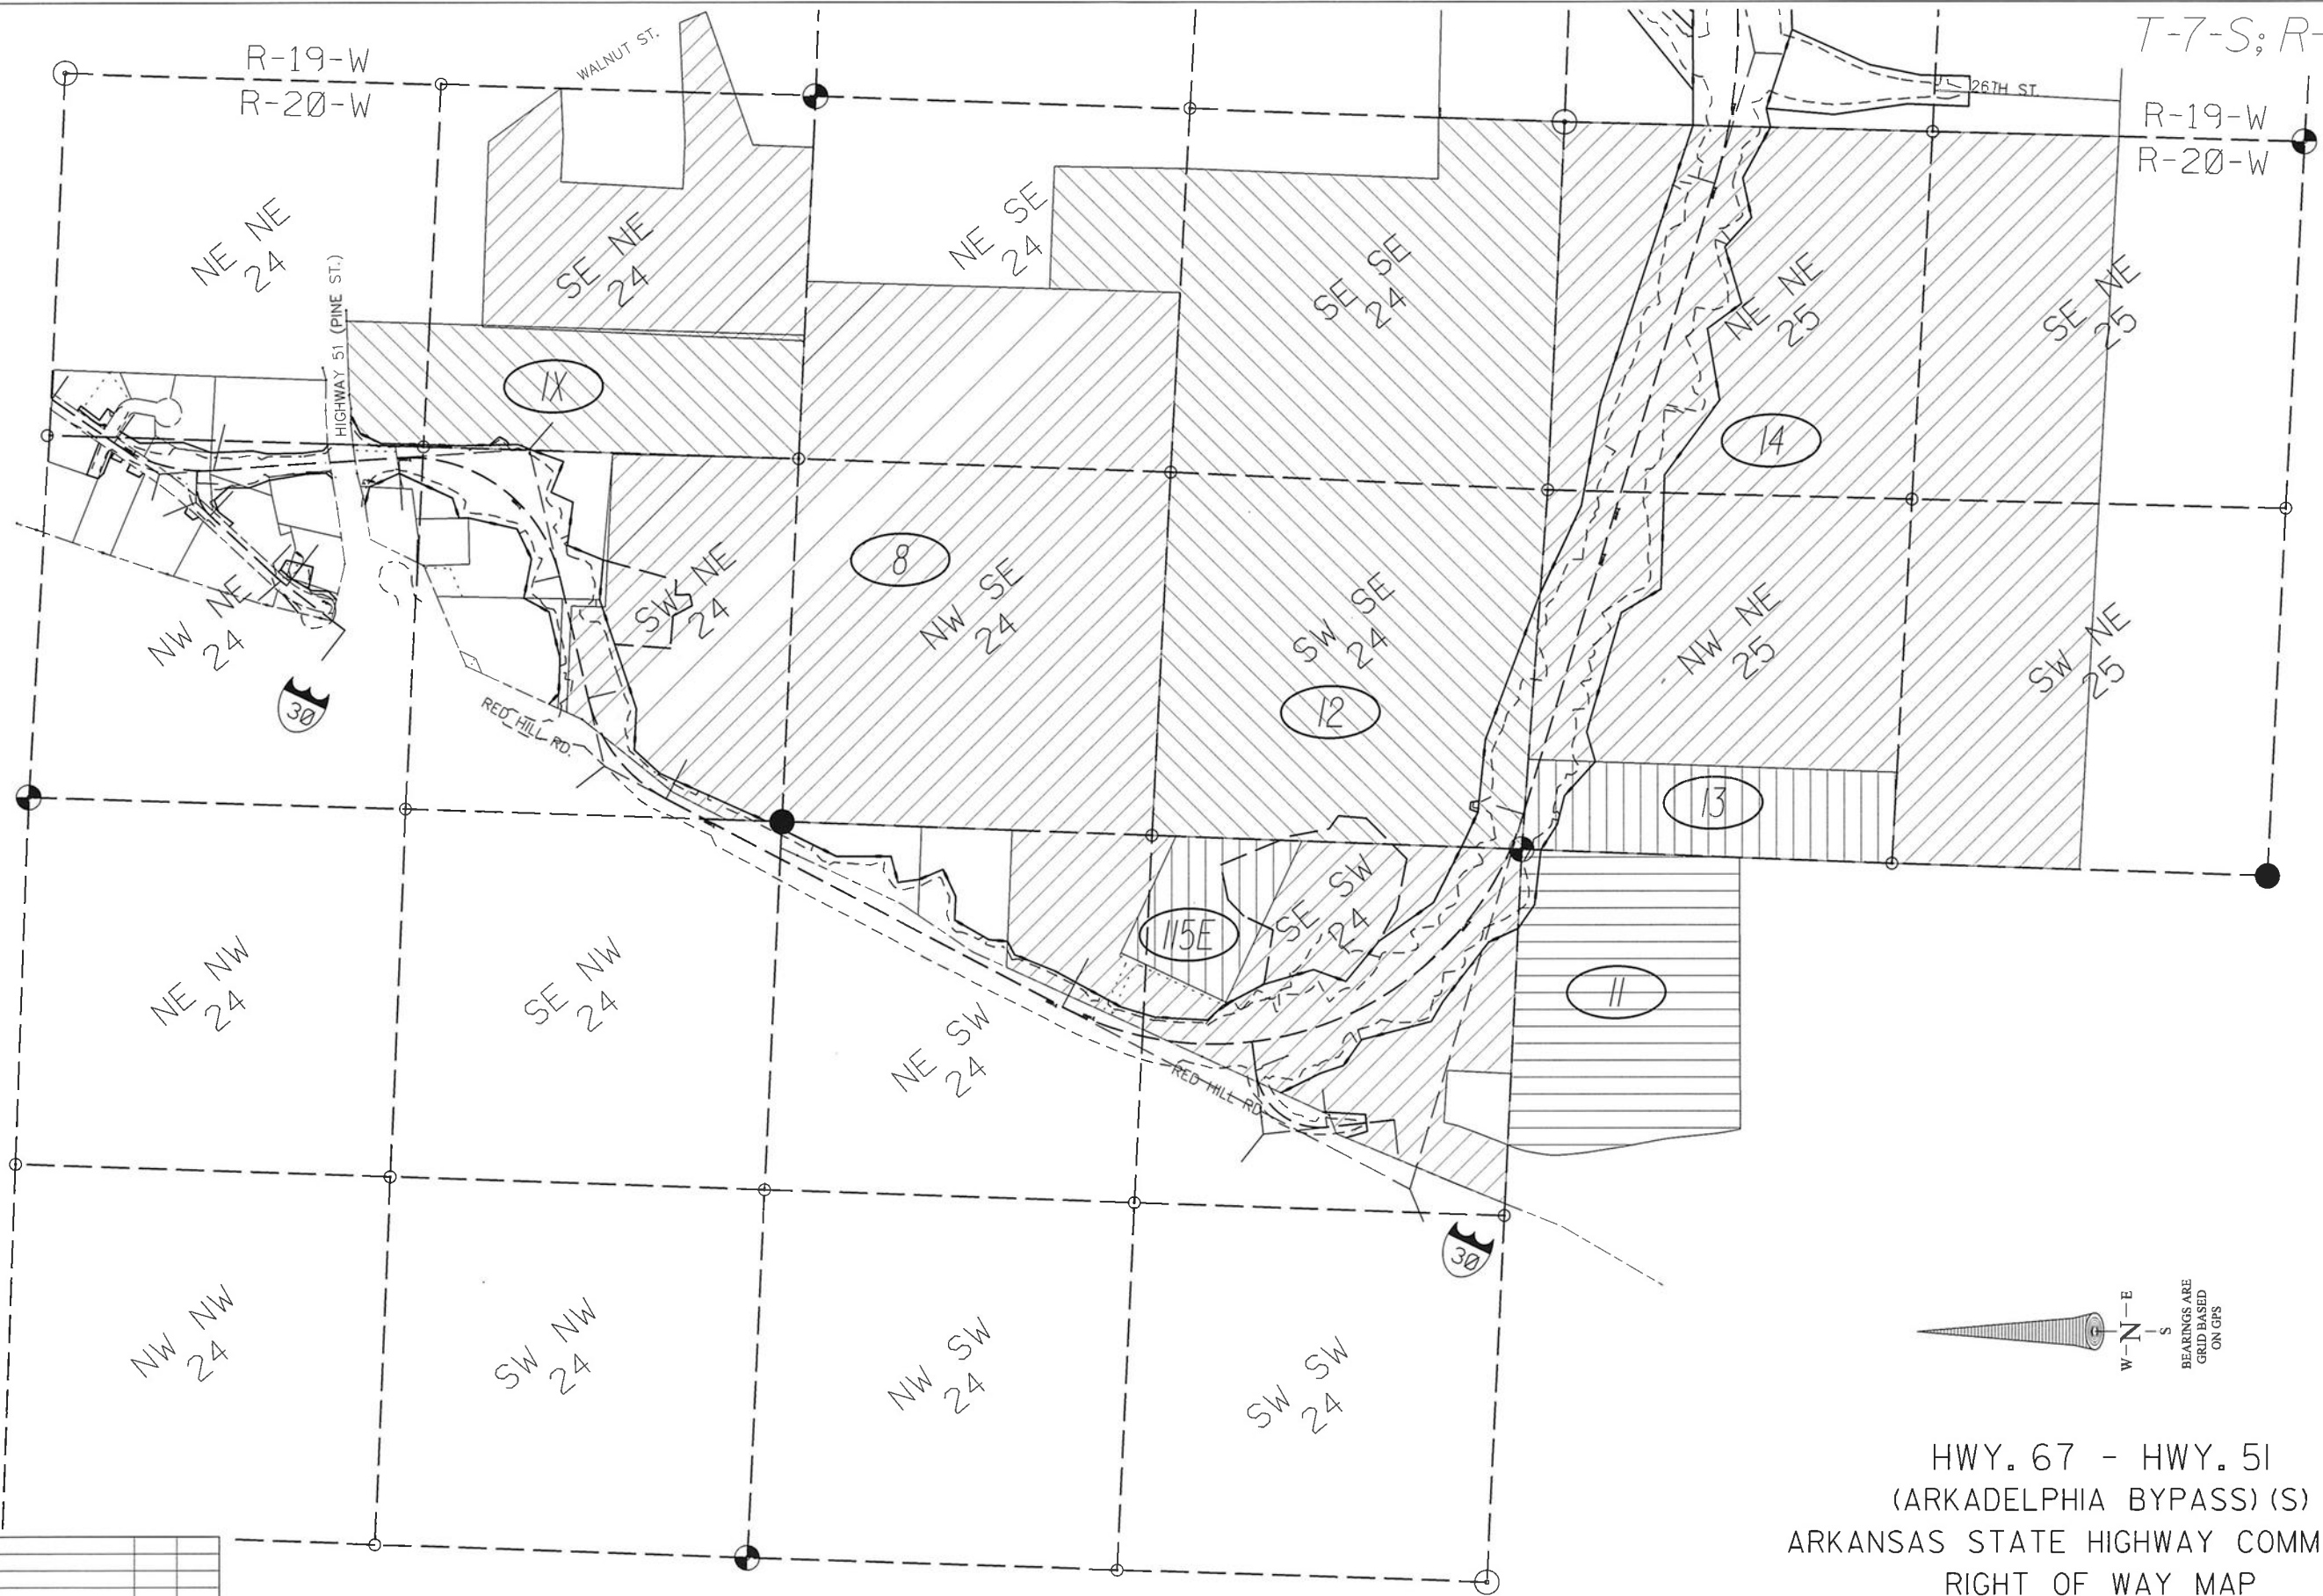 T-7-S; R-
R-19-W
R-20-W
WALNUT ST.
26TH ST.
R-19-W
R-20-W
NE NE
24
SE NE
24
NE SE
24
SE SE
24
NE NE
25
SE NE
25
HIGHWAY 51 (PINE ST.)
1X
14
8
NW NE
24
SW NE
24
NW SE
24
SW SE
24
NW NE
25
SW NE
25
12
30
RED HILL RD.
13
115E
SE SW
24
11
NE NW
24
SE NW
24
NE SW
24
RED HILL RD.
30
NW NW
24
SW NW
24
NW SW
24
SW SW
24
W-N-E
S
BEARINGS ARE
GRID BASED
ON GPS
HWY. 67 - HWY. 51
(ARKADELPHIA BYPASS) (S)
ARKANSAS STATE HIGHWAY COMM
RIGHT OF WAY MAP